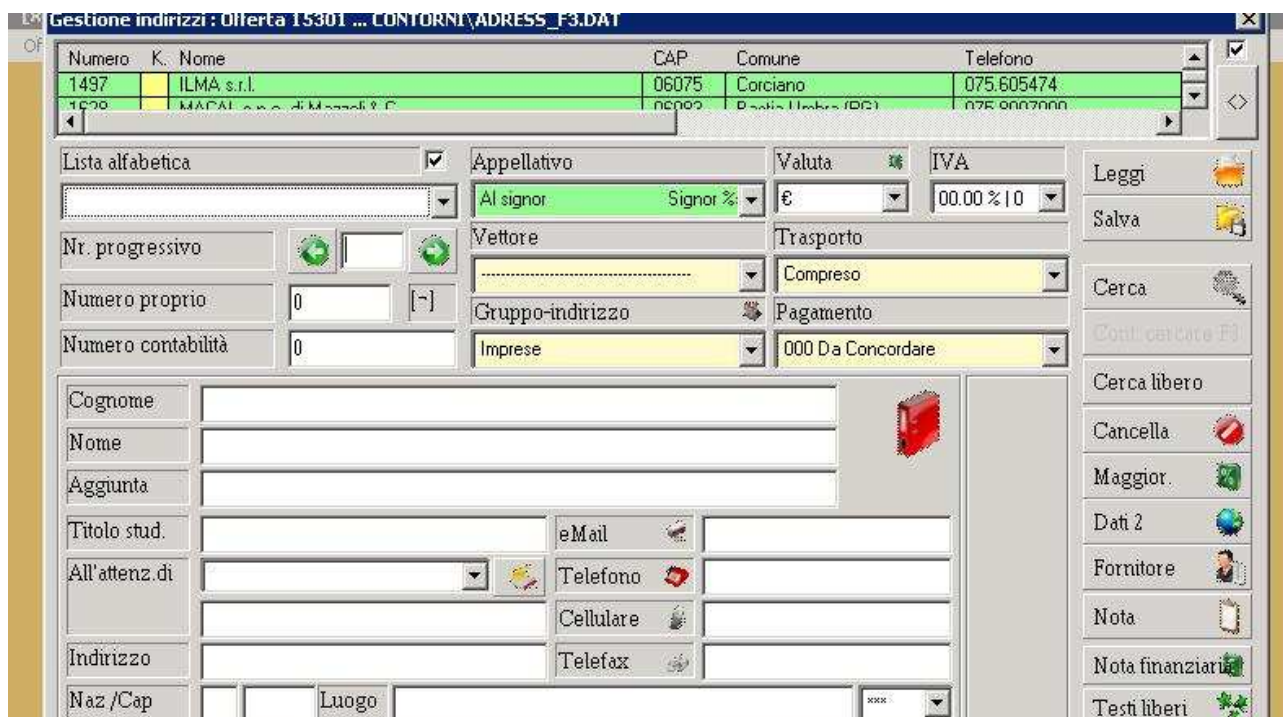 Gestione indirizzi : Offerta 15301 ... CONTORNI\ADRESS_F3.DAT
Numero K. Nome CAP Comune Telefono
1497 ILMA s.r.l. 06075 Corciano 075.605474
Lista alfabetica Appellativo Valuta IVA
Al signor Signor % € 00.00 % | 0
Nr. progressivo Vettore Trasporto
Compreso
Numero proprio 0 [¬] Gruppo-indirizzo Pagamento
Numero contabilità 0 Imprese 000 Da Concordare
Cognome
Nome
Aggiunta
Titolo stud. eMail
All'attenz.di Telefono
Cellulare
Indirizzo Telefax
Naz /Cap Luogo ***
Leggi
Salva
Cerca
Cont. cercare F3
Cerca libero
Cancella
Maggior.
Dati 2
Fornitore
Nota
Nota finanziaria
Testi liberi